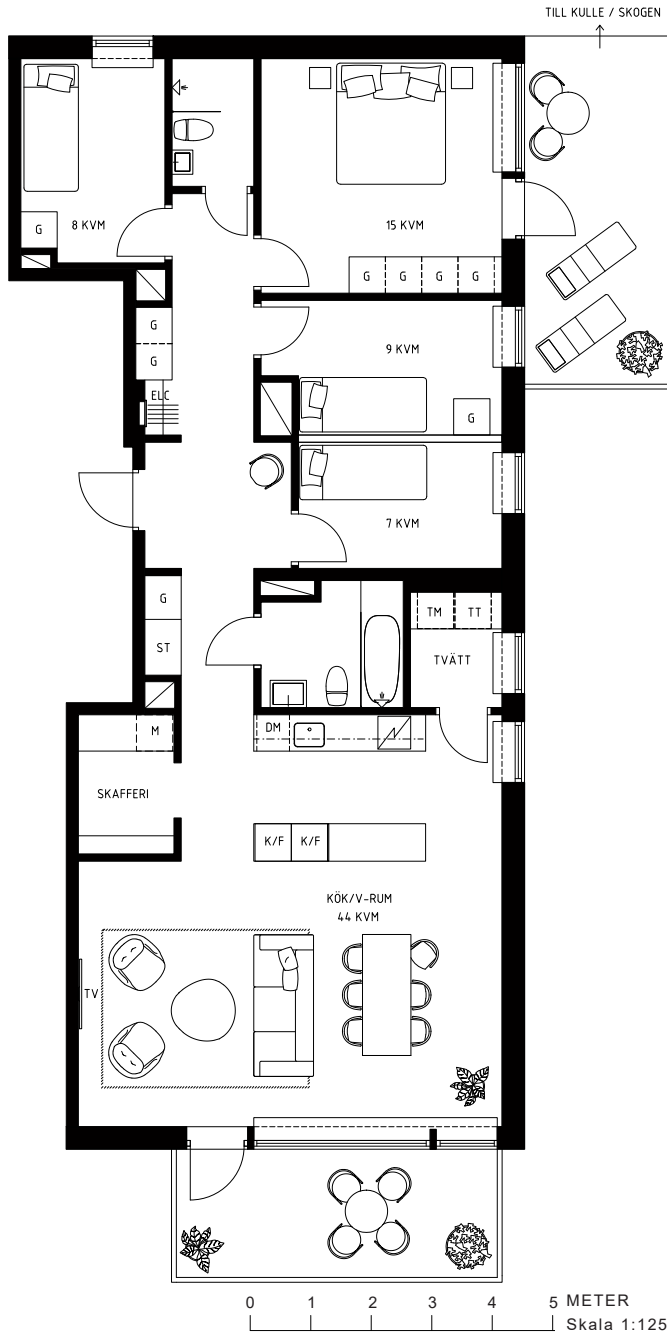 TILL KULLE / SKOGEN
8 KVM
15 KVM
G
G G G G
G
G
9 KVM
ELC
G
7 KVM
G
ST
TM TT
TVÄTT
M
DM
SKAFFERI
K/F K/F
KÖK/V-RUM
44 KVM
TV
0 1 2 3 4 5 METER
Skala 1:125